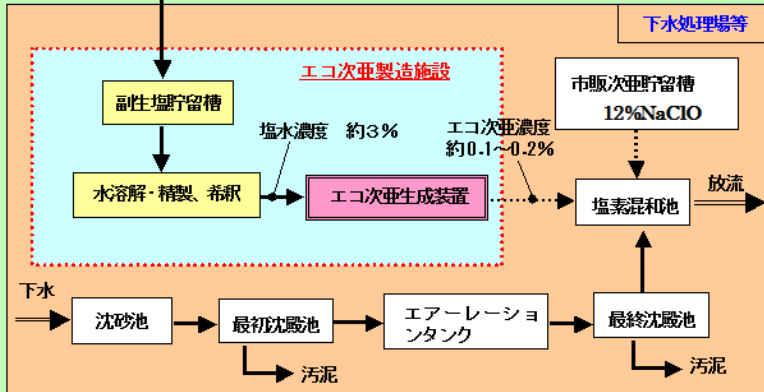 下水処理場等
エコ次亜製造施設
副生塩貯留槽
市販次亜貯留槽
12%NaClO
塩水濃度 約3%
エコ次亜濃度
約0.1~0.2%
水溶解・精製、希釈
エコ次亜生成装置
塩素混和池
放流
下水
沈砂池
最初沈殿池
エアーレーショ
ンタンク
最終沈殿池
汚泥
汚泥